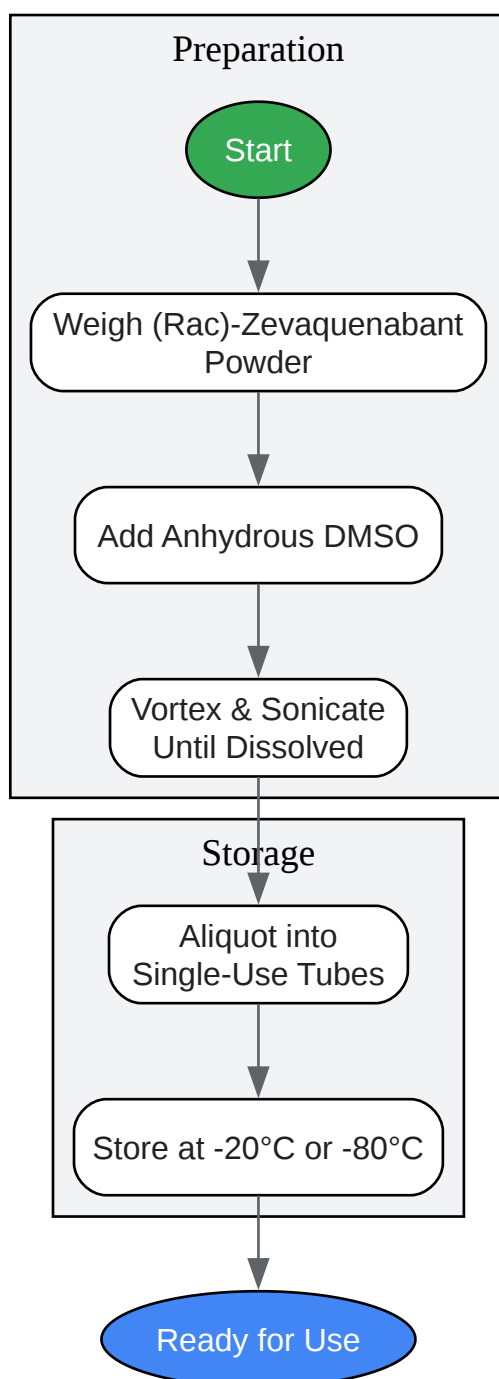 Preparation
Start
Weigh (Rac)-Zevaquenabant
Powder
Add Anhydrous DMSO
Vortex & Sonicate
Until Dissolved
Storage
Aliquot into
Single-Use Tubes
Store at -20°C or -80°C
Ready for Use